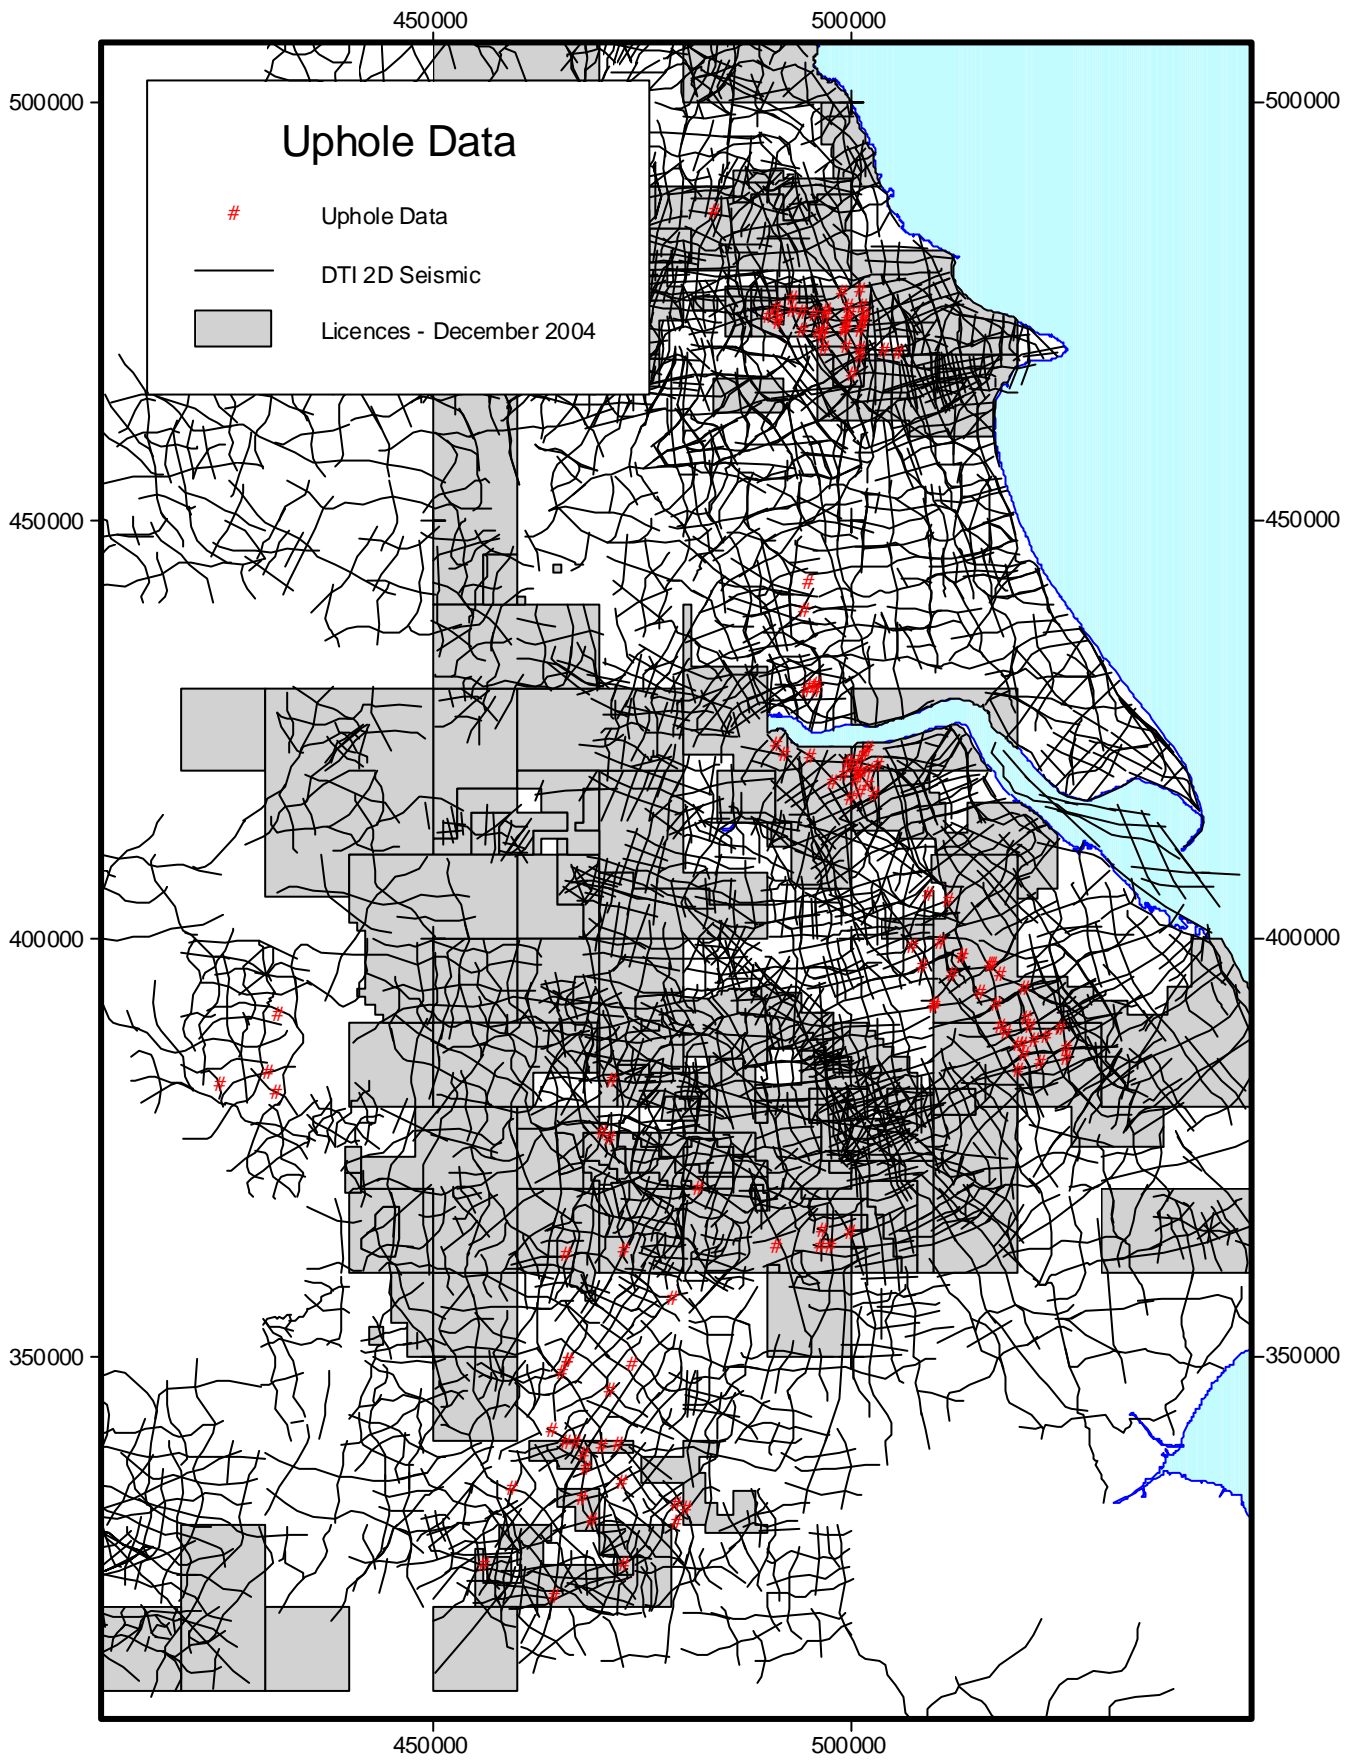 450000 500000
500000 500000
Uphole Data
# Uphole Data
DTI 2D Seismic
Licences - December 2004
450000 450000
400000 400000
350000 350000
450000 500000